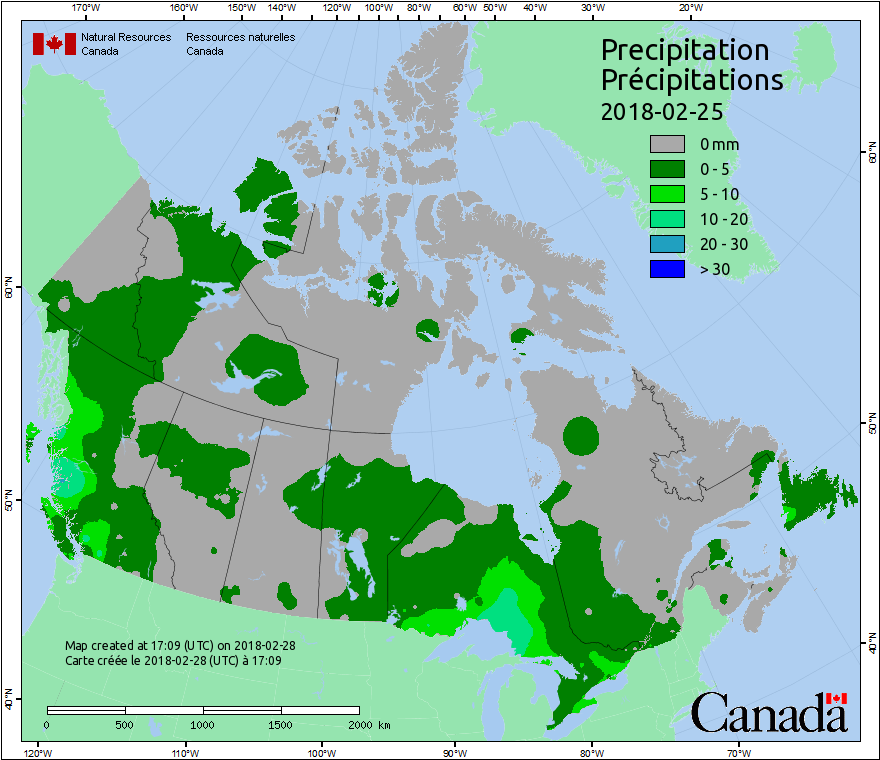 170°W 160°W 150°W 140°W 130°W 120°W 110°W 100°W 90°W 80°W 60°W 50°W 40°W 30°W 20°W
Natural Resources Canada
Ressources naturelles Canada
Precipitation
Précipitations
2018-02-25
0 mm
0 - 5
5 - 10
10 - 20
20 - 30
> 30
60°N
60°N
50°N
50°N
40°N
40°N
Map created at 17:09 (UTC) on 2018-02-28
Carte créée le 2018-02-28 (UTC) à 17:09
0 500 1000 1500 2000 km
Canada
120°W 110°W 100°W 90°W 80°W 70°W